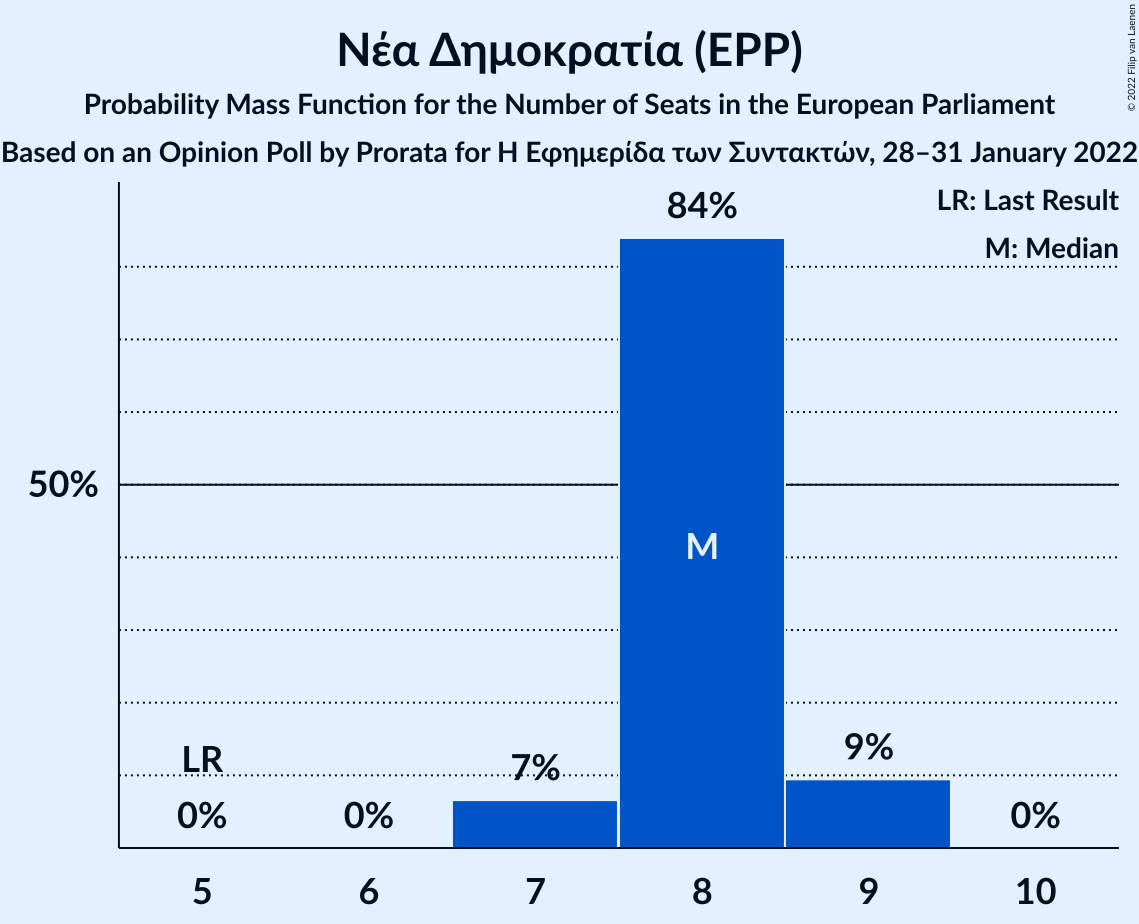 Νέα Δημοκρατία (EPP)
Probability Mass Function for the Number of Seats in the European Parliament
Based on an Opinion Poll by Prorata for Η Εφημερίδα των Συντακτών, 28–31 January 2022
© 2022 Filip van Laenen
LR: Last Result
M: Median
84%
50%
M
LR
7%
9%
0%
0%
0%
5
6
7
8
9
10